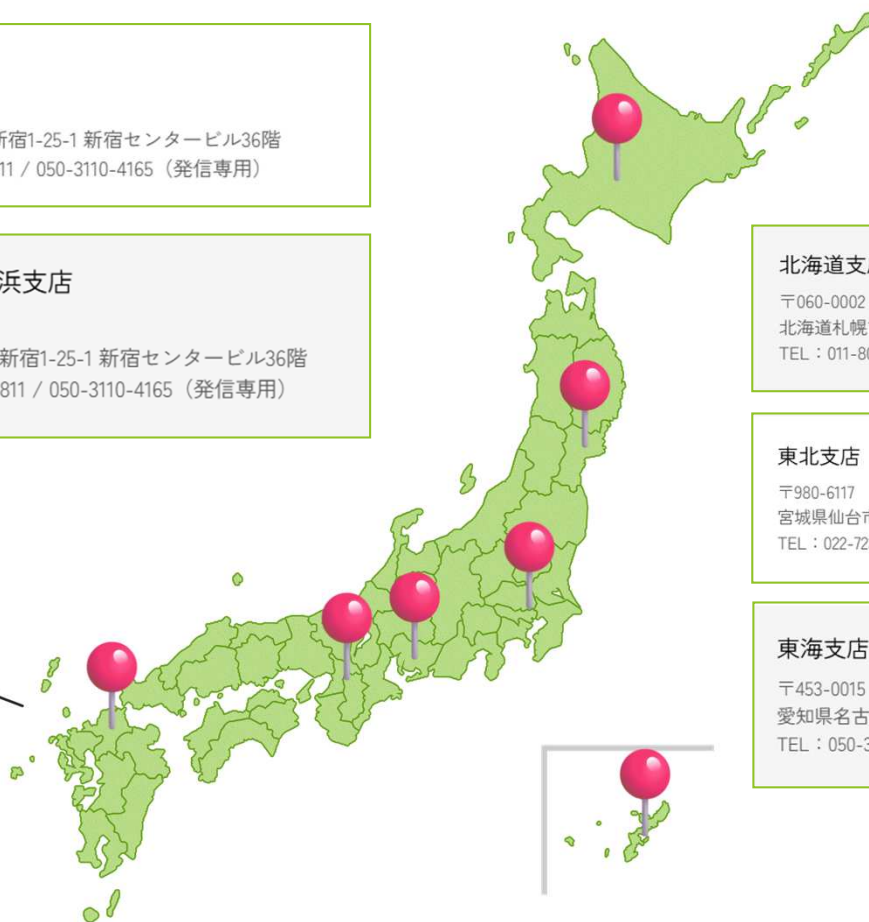 宿1-25-1 新宿センタービル36階
11 / 050-3110-4165（発信専用）
浜支店
新宿1-25-1 新宿センタービル36階
811 / 050-3110-4165（発信専用）
北海道支
〒060-0002
北海道札幌
TEL：011-80
東北支店
〒980-6117
宮城県仙台
TEL：022-72
東海支店
〒453-0015
愛知県名古
TEL：050-3